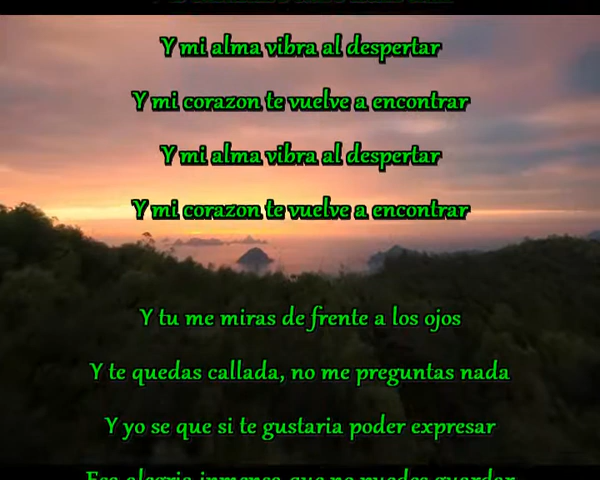 Y mi alma vibra al despertar
Y mi corazon te vuelve a encontrar
Y mi alma vibra al despertar
Y mi corazon te vuelve a encontrar
Y tu me miras de frente a los ojos
Y te quedas callada, no me preguntas nada
Y yo se que si te gustaria poder expresar
Esa alegria inmensa que no puedes guardar